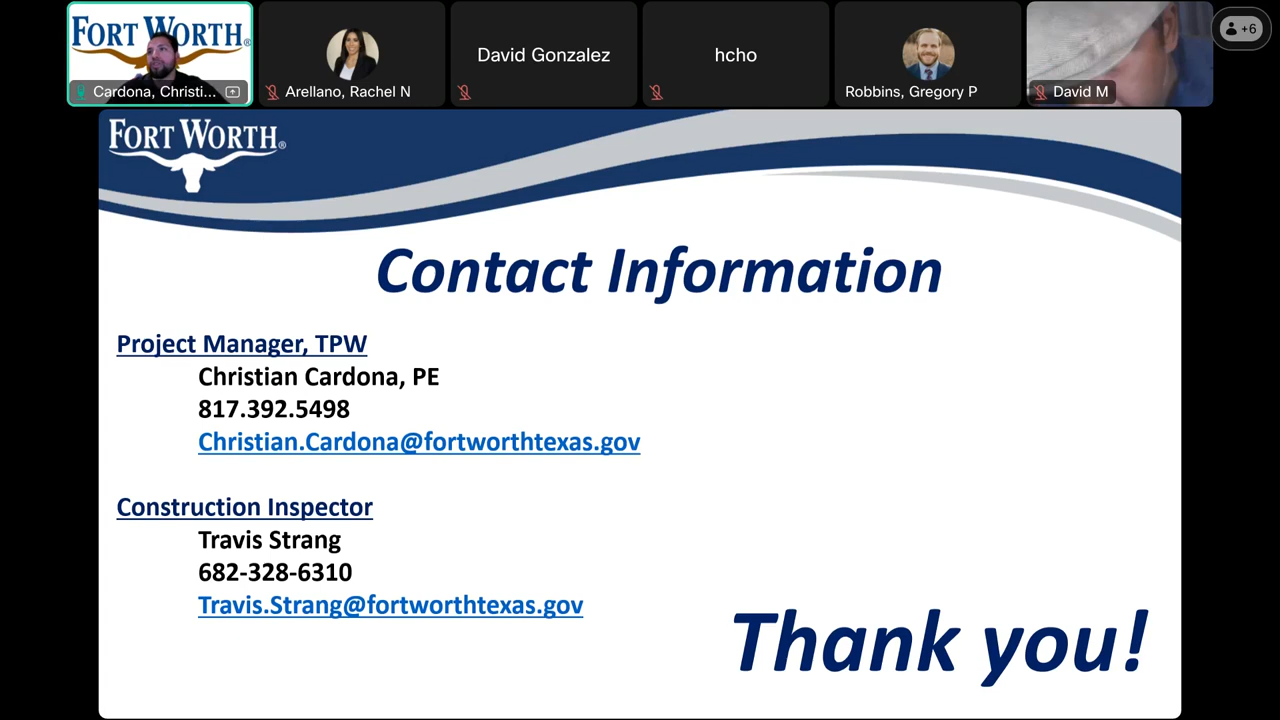 FORT WORTH®
Cardona, Christi...
Arellano, Rachel N
David Gonzalez
hcho
Robbins, Gregory P
David M
+6
FORT WORTH®
Contact Information
Project Manager, TPW
Christian Cardona, PE
817.392.5498
Christian.Cardona@fortworthtexas.gov
Construction Inspector
Travis Strang
682-328-6310
Travis.Strang@fortworthtexas.gov
Thank you!